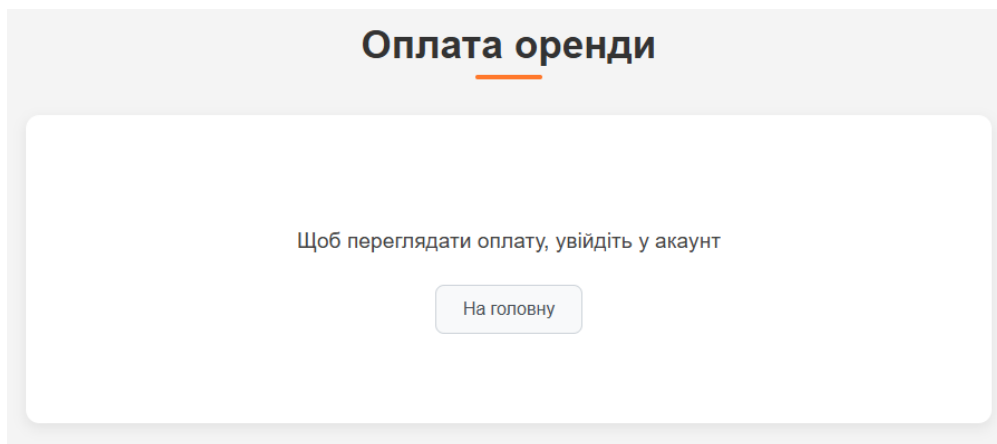 Оплата оренди
Щоб переглядати оплату, увійдіть у акаунт
На головну